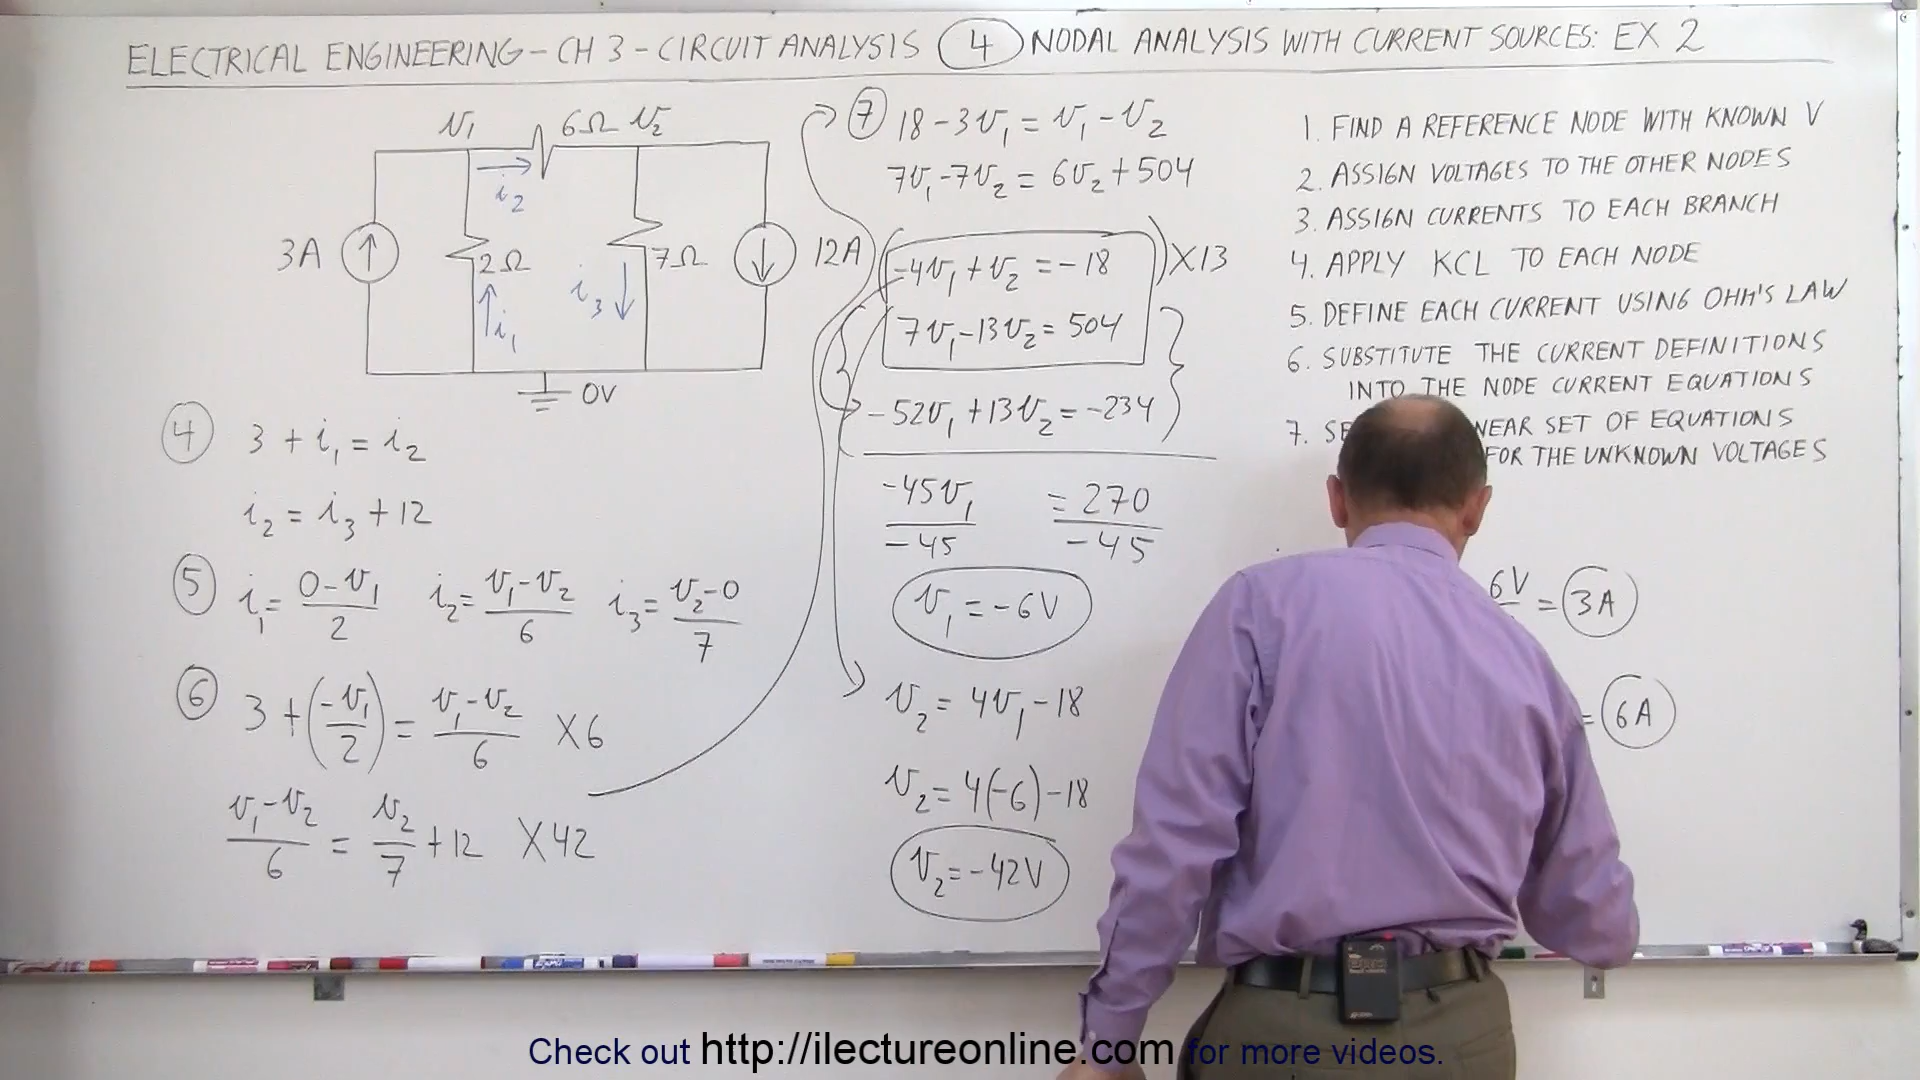 ELECTRICAL ENGINEERING - CH 3 - CIRCUIT ANALYSIS 4 NODAL ANALYSIS WITH CURRENT SOURCES: EX 2
v₁ 6Ω v₂
i₂
3A 2Ω 7Ω 12A
i₁ i₃
0V
4 3 + i₁ = i₂
i₂ = i₃ + 12
5 i₁ = (0 - v₁)/2 i₂ = (v₁ - v₂)/6 i₃ = (v₂ - 0)/7
6 3 + (-v₁/2) = (v₁ - v₂)/6 X6
(v₁ - v₂)/6 = v₂/7 + 12 X42
7 18 - 3v₁ = v₁ - v₂
7v₁ - 7v₂ = 6v₂ + 504
(-4v₁ + v₂ = -18) X13
7v₁ - 13v₂ = 504
-52v₁ + 13v₂ = -234
-45v₁/-45 = 270/-45
v₁ = -6V
v₂ = 4v₁ - 18
v₂ = 4(-6) - 18
v₂ = -42V
1. FIND A REFERENCE NODE WITH KNOWN V
2. ASSIGN VOLTAGES TO THE OTHER NODES
3. ASSIGN CURRENTS TO EACH BRANCH
4. APPLY KCL TO EACH NODE
5. DEFINE EACH CURRENT USING OHM'S LAW
6. SUBSTITUTE THE CURRENT DEFINITIONS
INTO THE NODE CURRENT EQUATIONS
7. SE NEAR SET OF EQUATIONS
FOR THE UNKNOWN VOLTAGES
6V = 3A
= 6A
Check out http://ilectureonline.com for more videos.